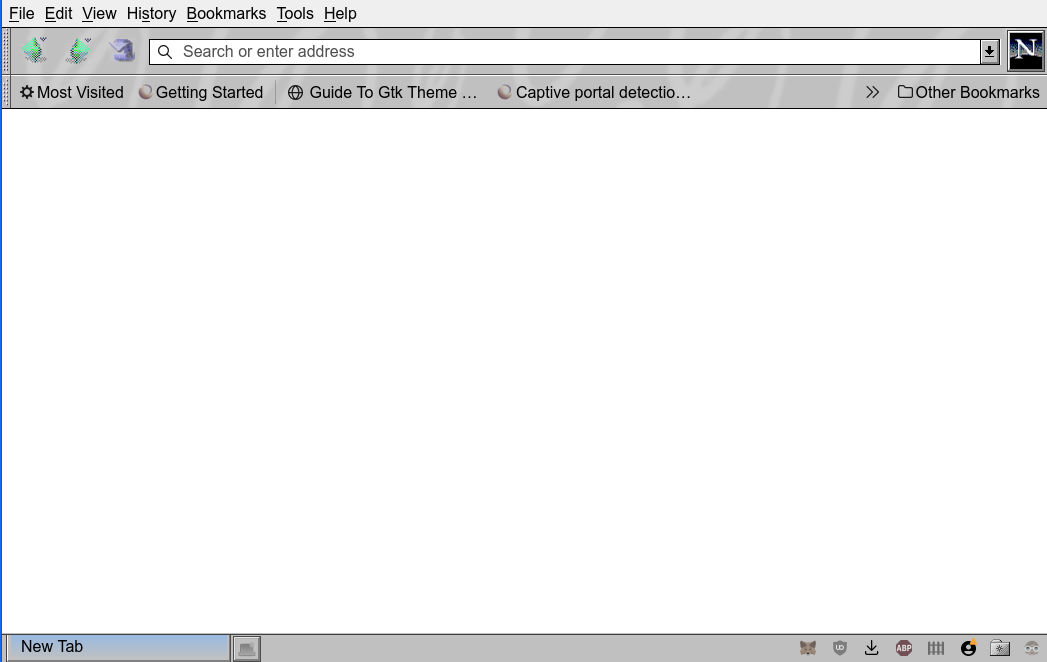 File Edit View History Bookmarks Tools Help
Search or enter address
N
Most Visited Getting Started Guide To Gtk Theme ... Captive portal detectio... Other Bookmarks
New Tab
UD
ABP